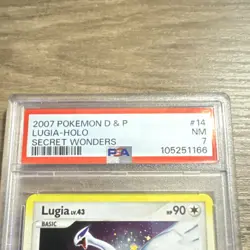 2007 POKEMON D & P #14
LUGIA-HOLO NM
SECRET WONDERS 7
PSA 105251166
Lugia LV.43 HP 90
BASIC